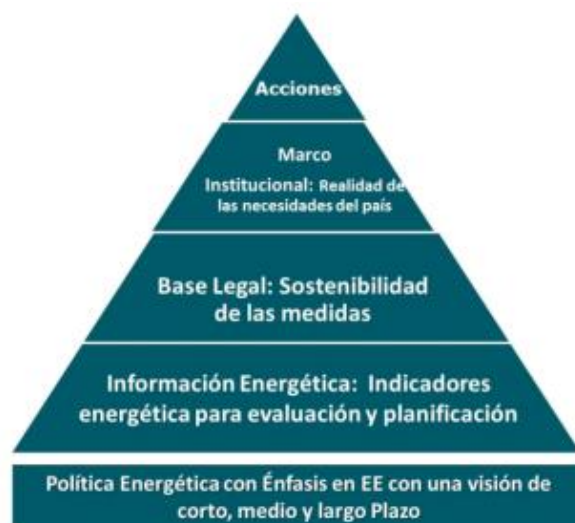 Acciones
Marco
Institucional: Realidad de
las necesidades del país
Base Legal: Sostenibilidad
de las medidas
Información Energética: Indicadores
energética para evaluación y planificación
Política Energética con Énfasis en EE con una visión de
corto, medio y largo Plazo